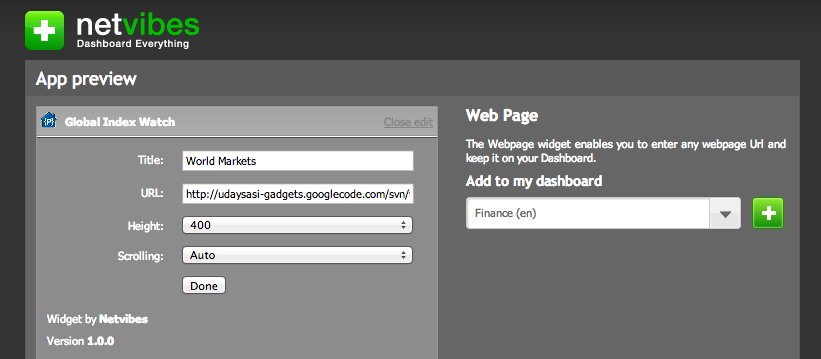 netvibes
Dashboard Everything
App preview
Global Index Watch
Close edit
Title:
World Markets
URL:
http://udaysasi-gadgets.googlecode.com/svn/
Height:
400
Scrolling:
Auto
Done
Widget by Netvibes
Version 1.0.0
Web Page
The Webpage widget enables you to enter any webpage Url and
keep it on your Dashboard.
Add to my dashboard
Finance (en)